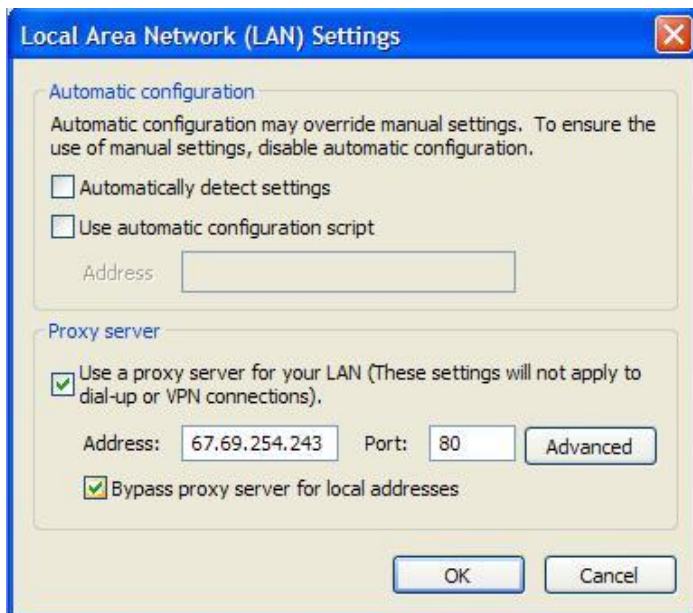 Local Area Network (LAN) Settings
Automatic configuration
Automatic configuration may override manual settings. To ensure the
use of manual settings, disable automatic configuration.
Automatically detect settings
Use automatic configuration script
Address
Proxy server
Use a proxy server for your LAN (These settings will not apply to
dial-up or VPN connections).
Address: 67.69.254.243 Port: 80 Advanced
Bypass proxy server for local addresses
OK Cancel